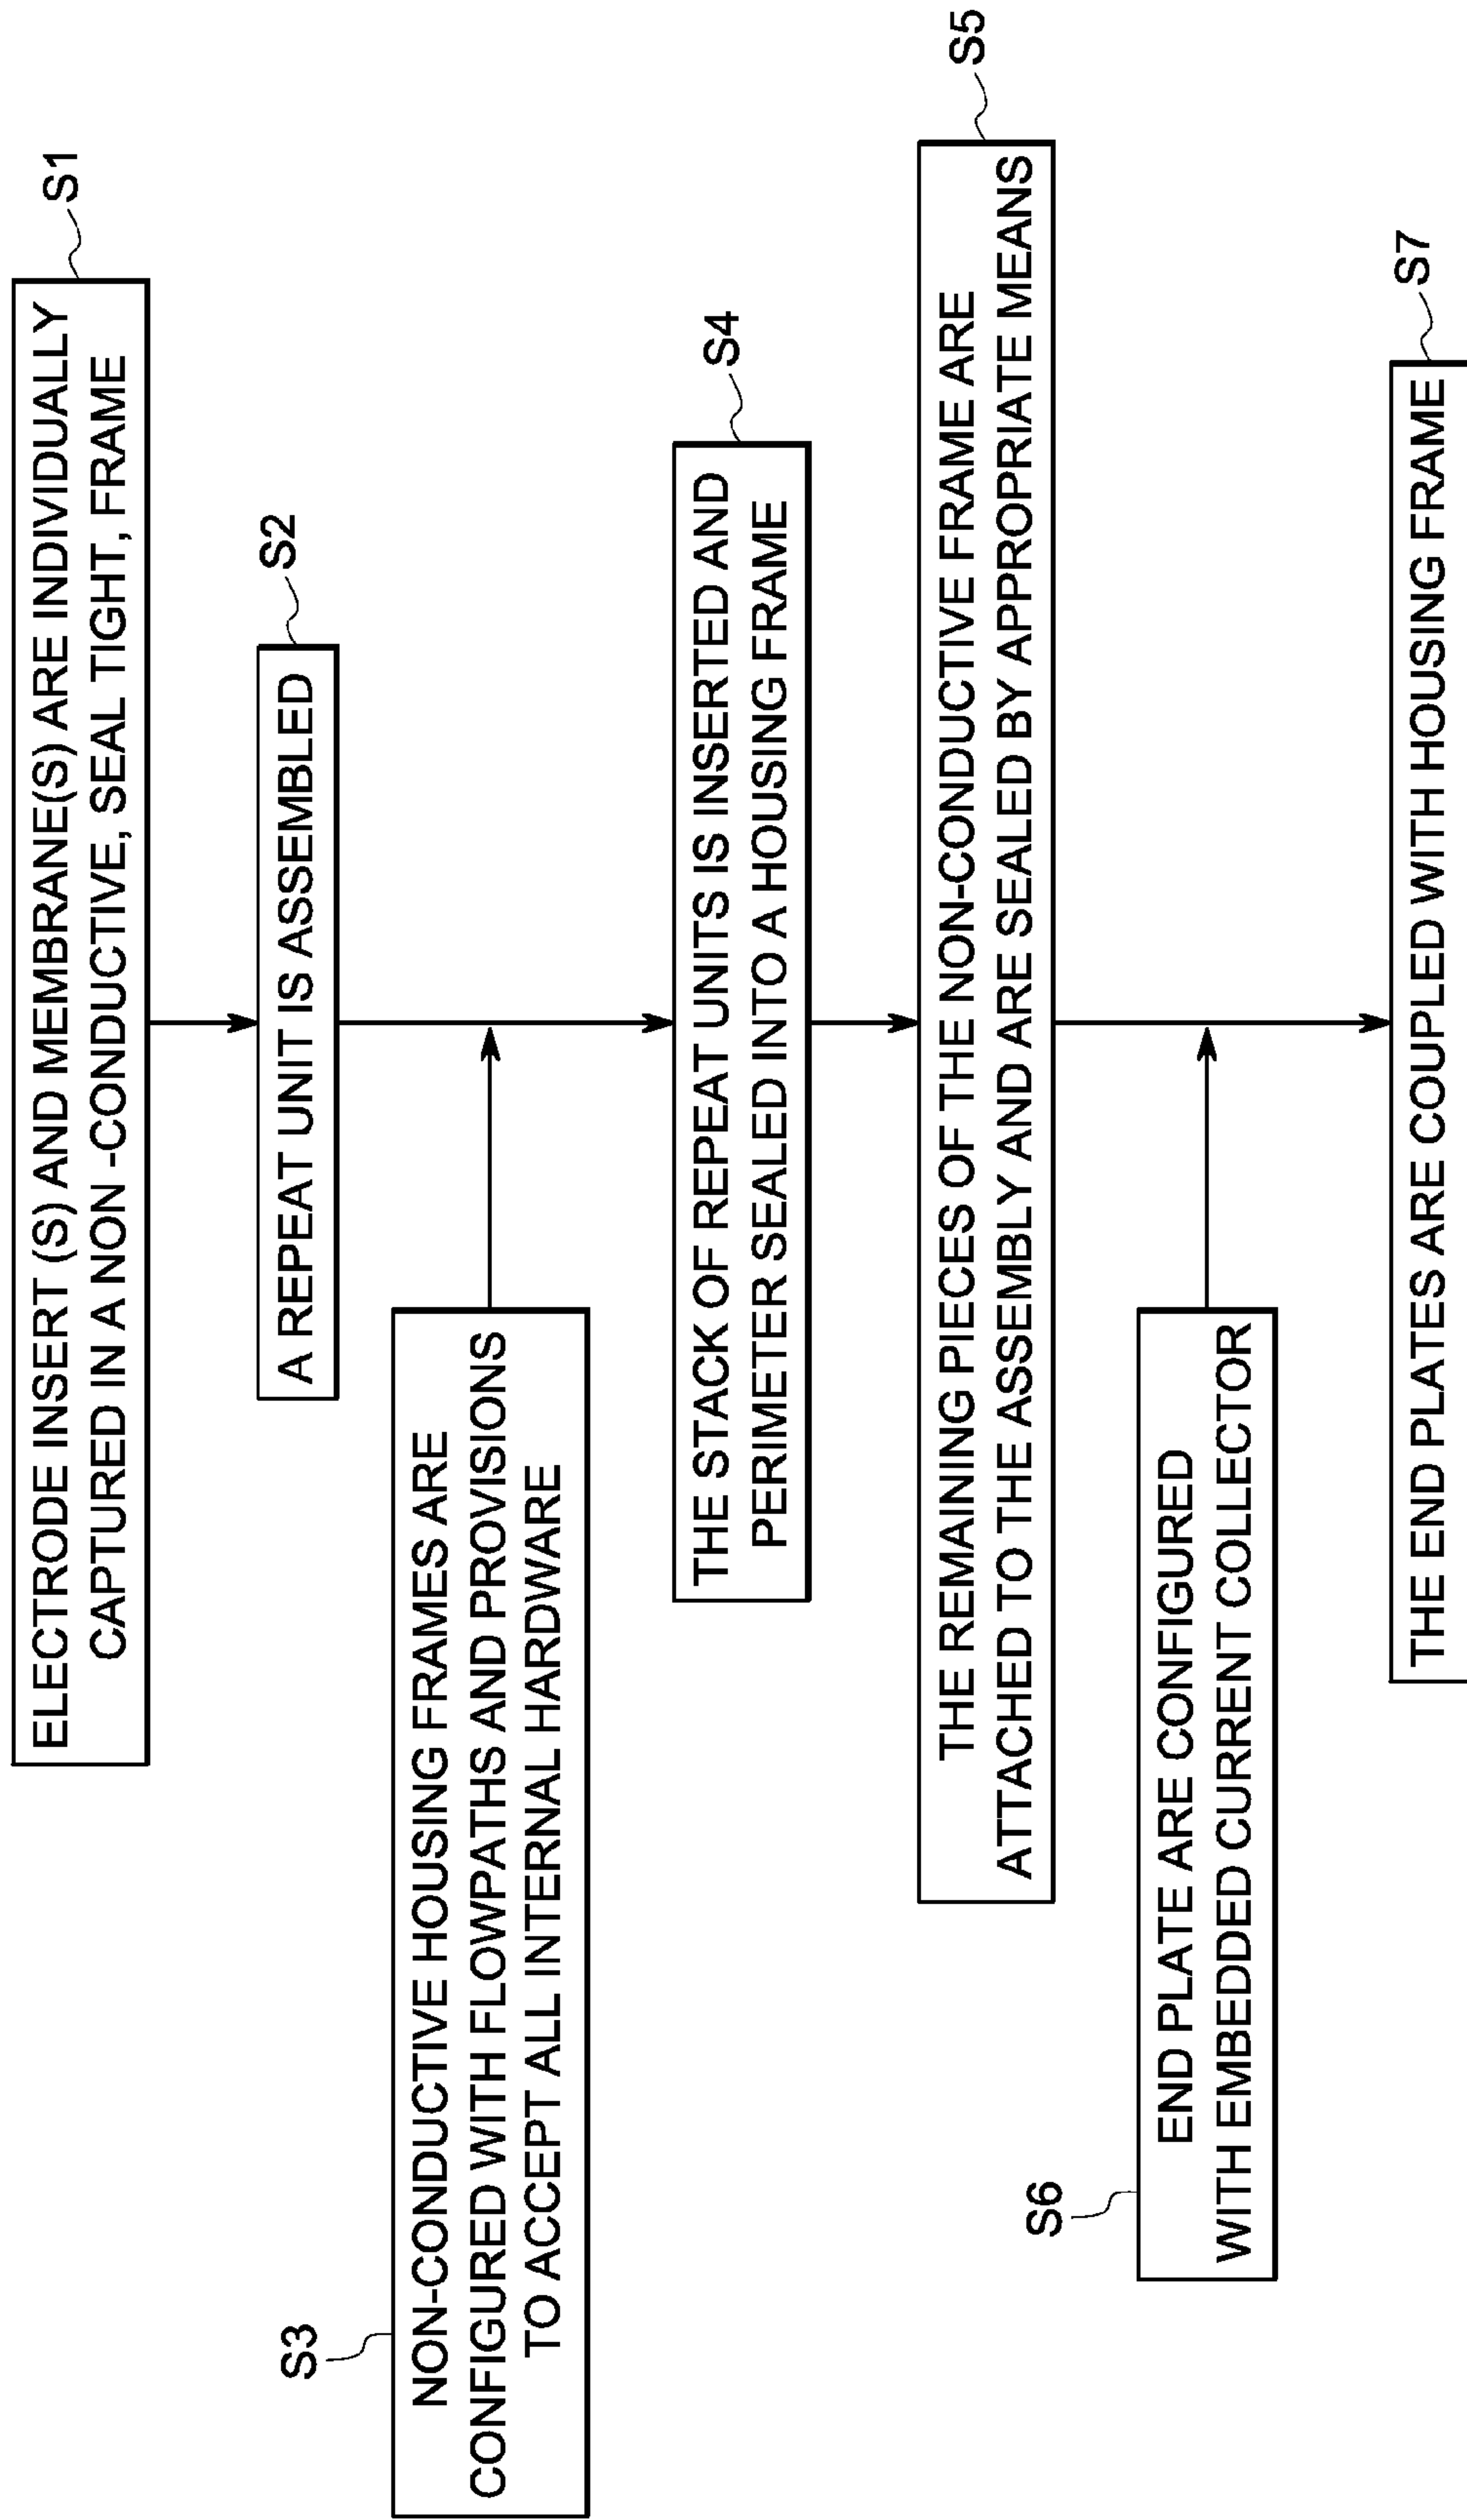 ELECTRODE INSERT (S) AND MEMBRANE(S) ARE INDIVIDUALLY
CAPTURED IN A NON -CONDUCTIVE, SEAL TIGHT, FRAME
S1
A REPEAT UNIT IS ASSEMBLED
S2
S3
NON-CONDUCTIVE HOUSING FRAMES ARE
CONFIGURED WITH FLOWPATHS AND PROVISIONS
TO ACCEPT ALL INTERNAL HARDWARE
THE STACK OF REPEAT UNITS IS INSERTED AND
PERIMETER SEALED INTO A HOUSING FRAME
S4
THE REMAINING PIECES OF THE NON-CONDUCTIVE FRAME ARE
ATTACHED TO THE ASSEMBLY AND ARE SEALED BY APPROPRIATE MEANS
S5
S6
END PLATE ARE CONFIGURED
WITH EMBEDDED CURRENT COLLECTOR
THE END PLATES ARE COUPLED WITH HOUSING FRAME
S7